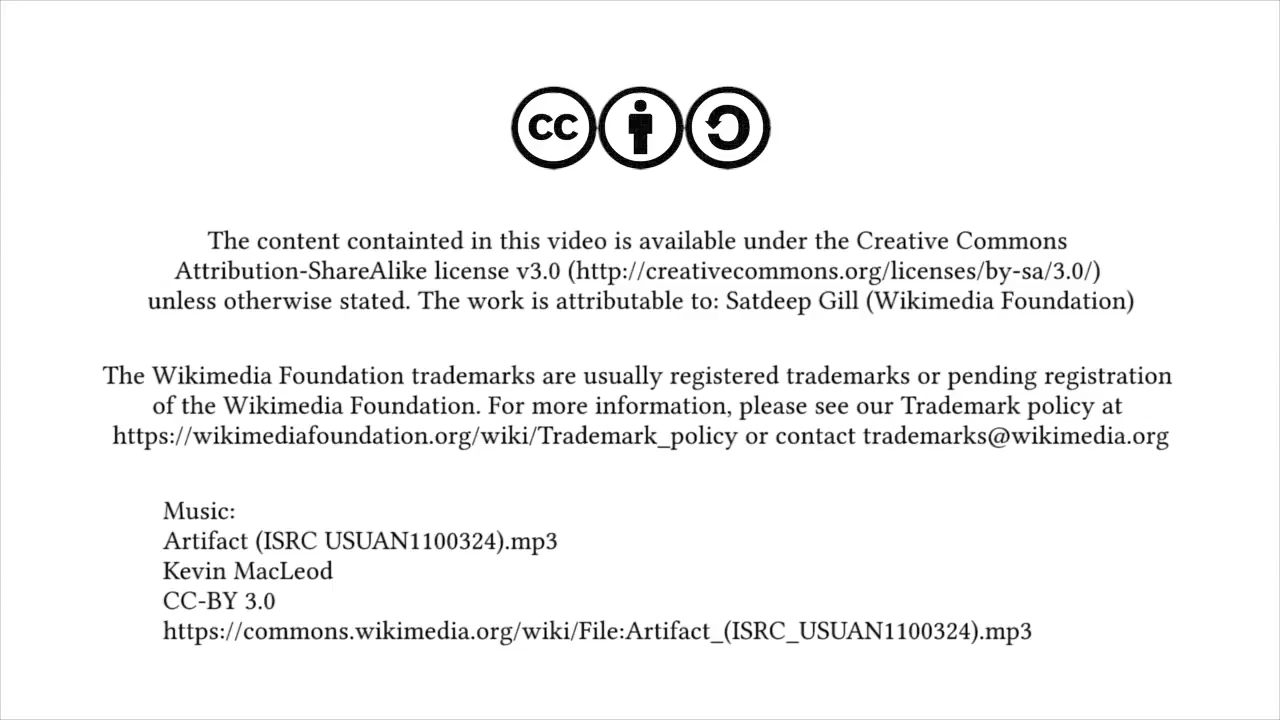 cc
The content containted in this video is available under the Creative Commons
Attribution-ShareAlike license v3.0 (http://creativecommons.org/licenses/by-sa/3.0/)
unless otherwise stated. The work is attributable to: Satdeep Gill (Wikimedia Foundation)
The Wikimedia Foundation trademarks are usually registered trademarks or pending registration
of the Wikimedia Foundation. For more information, please see our Trademark policy at
https://wikimediafoundation.org/wiki/Trademark_policy or contact trademarks@wikimedia.org
Music:
Artifact (ISRC USUAN1100324).mp3
Kevin MacLeod
CC-BY 3.0
https://commons.wikimedia.org/wiki/File:Artifact_(ISRC_USUAN1100324).mp3